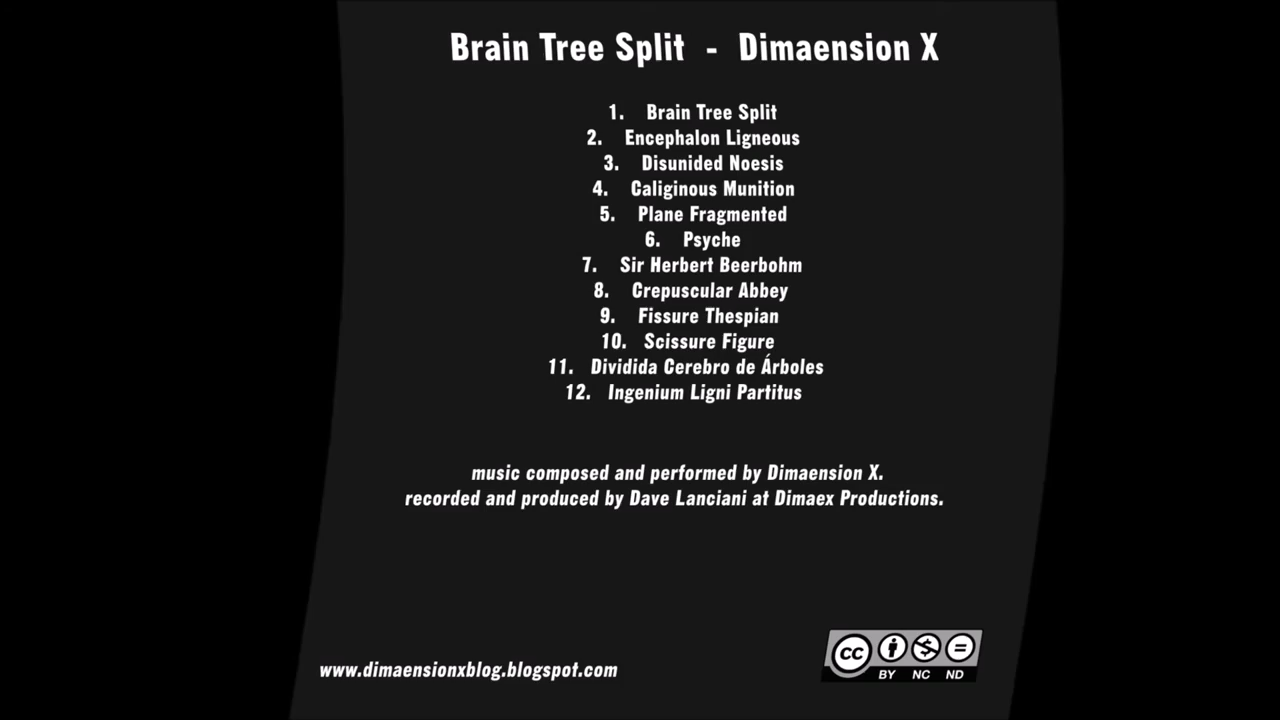 Brain Tree Split - Dimaension X
1. Brain Tree Split
2. Encephalon Ligneous
3. Disunided Noesis
4. Caliginous Munition
5. Plane Fragmented
6. Psyche
7. Sir Herbert Beerbohm
8. Crepuscular Abbey
9. Fissure Thespian
10. Scissure Figure
11. Dividida Cerebro de Árboles
12. Ingenium Ligni Partitus
music composed and performed by Dimaension X.
recorded and produced by Dave Lanciani at Dimaex Productions.
www.dimaensionxblog.blogspot.com
CC
BY NC ND